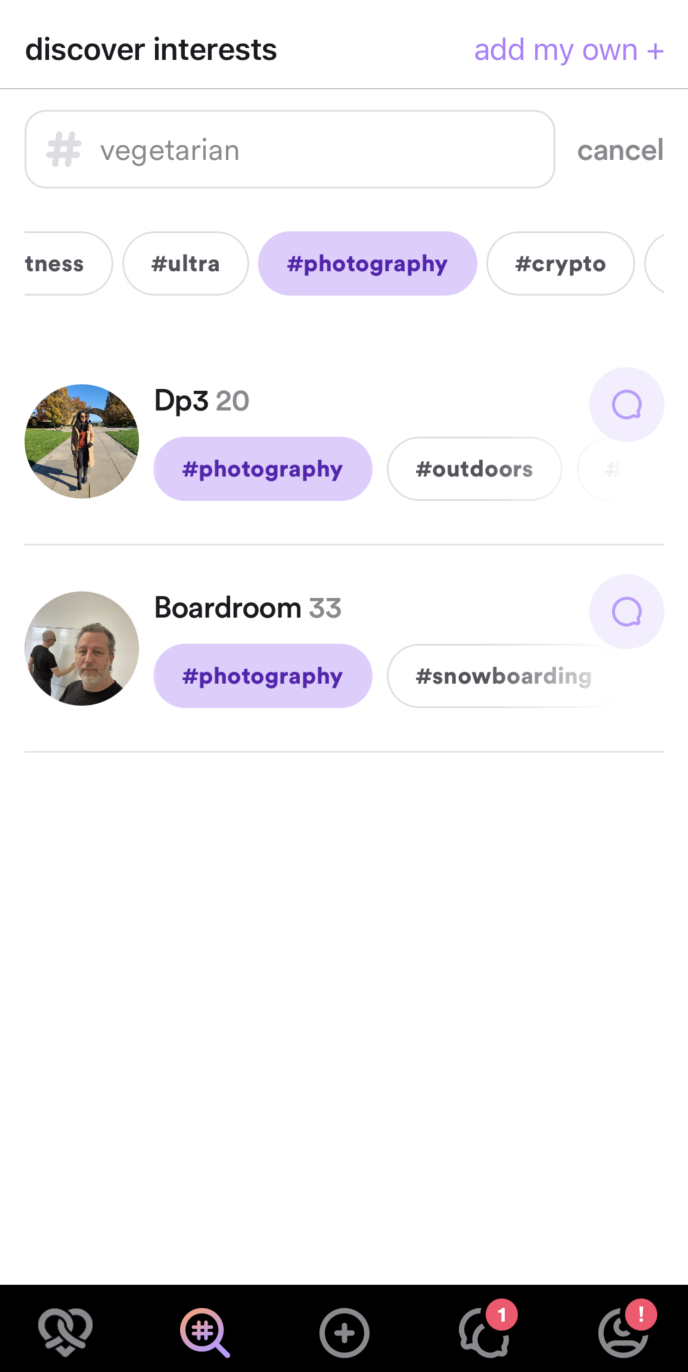 discover interests add my own +
# vegetarian cancel
tness #ultra #photography #crypto
Dp3 20
#photography #outdoors #
Boardroom 33
#photography #snowboarding
#
1 !